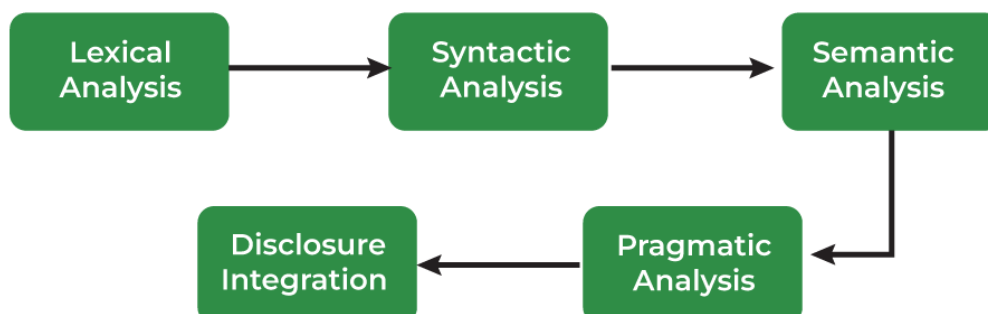 Lexical
Analysis
Syntactic
Analysis
Semantic
Analysis
Pragmatic
Analysis
Disclosure
Integration